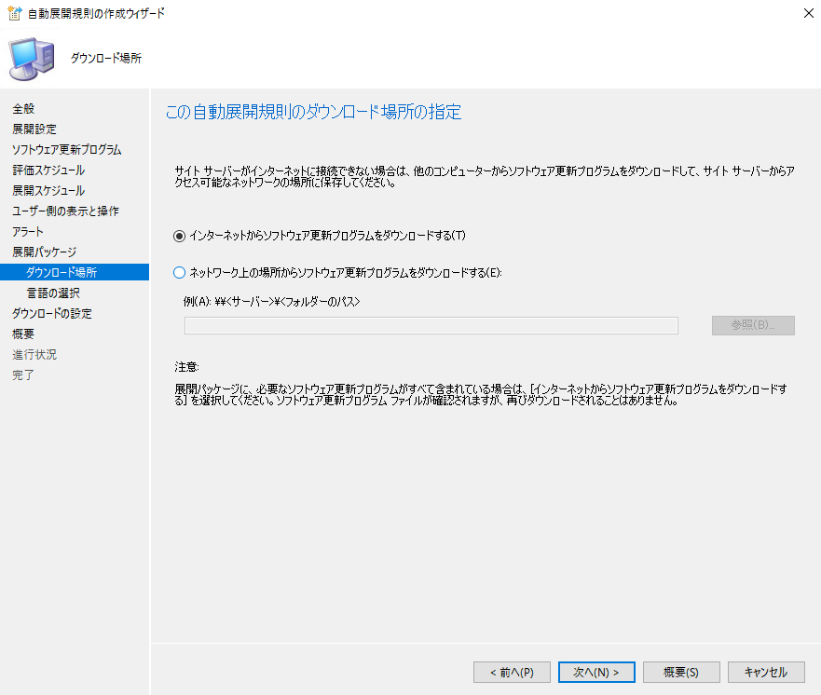 自動展開規則の作成ウィザード
ダウンロード場所
全般
展開設定
ソフトウェア更新プログラム
評価スケジュール
展開スケジュール
ユーザー側の表示と操作
アラート
展開パッケージ
ダウンロード場所
言語の選択
ダウンロードの設定
概要
進行状況
完了
この自動展開規則のダウンロード場所の指定
サイト サーバーがインターネットに接続できない場合は、他のコンピューターからソフトウェア更新プログラムをダウンロードして、サイト サーバーからア
クセス可能なネットワークの場所に保存してください。
インターネットからソフトウェア更新プログラムをダウンロードする(T)
ネットワーク上の場所からソフトウェア更新プログラムをダウンロードする(E):
例(A): ¥¥<サーバー>¥<フォルダーのパス>
参照(B)...
注意:
展開パッケージに、必要なソフトウェア更新プログラムがすべて含まれている場合は、[インターネットからソフトウェア更新プログラムをダウンロードす
る] を選択してください。ソフトウェア更新プログラム ファイルが確認されますが、再びダウンロードされることはありません。
< 前へ(P)
次へ(N) >
概要(S)
キャンセル